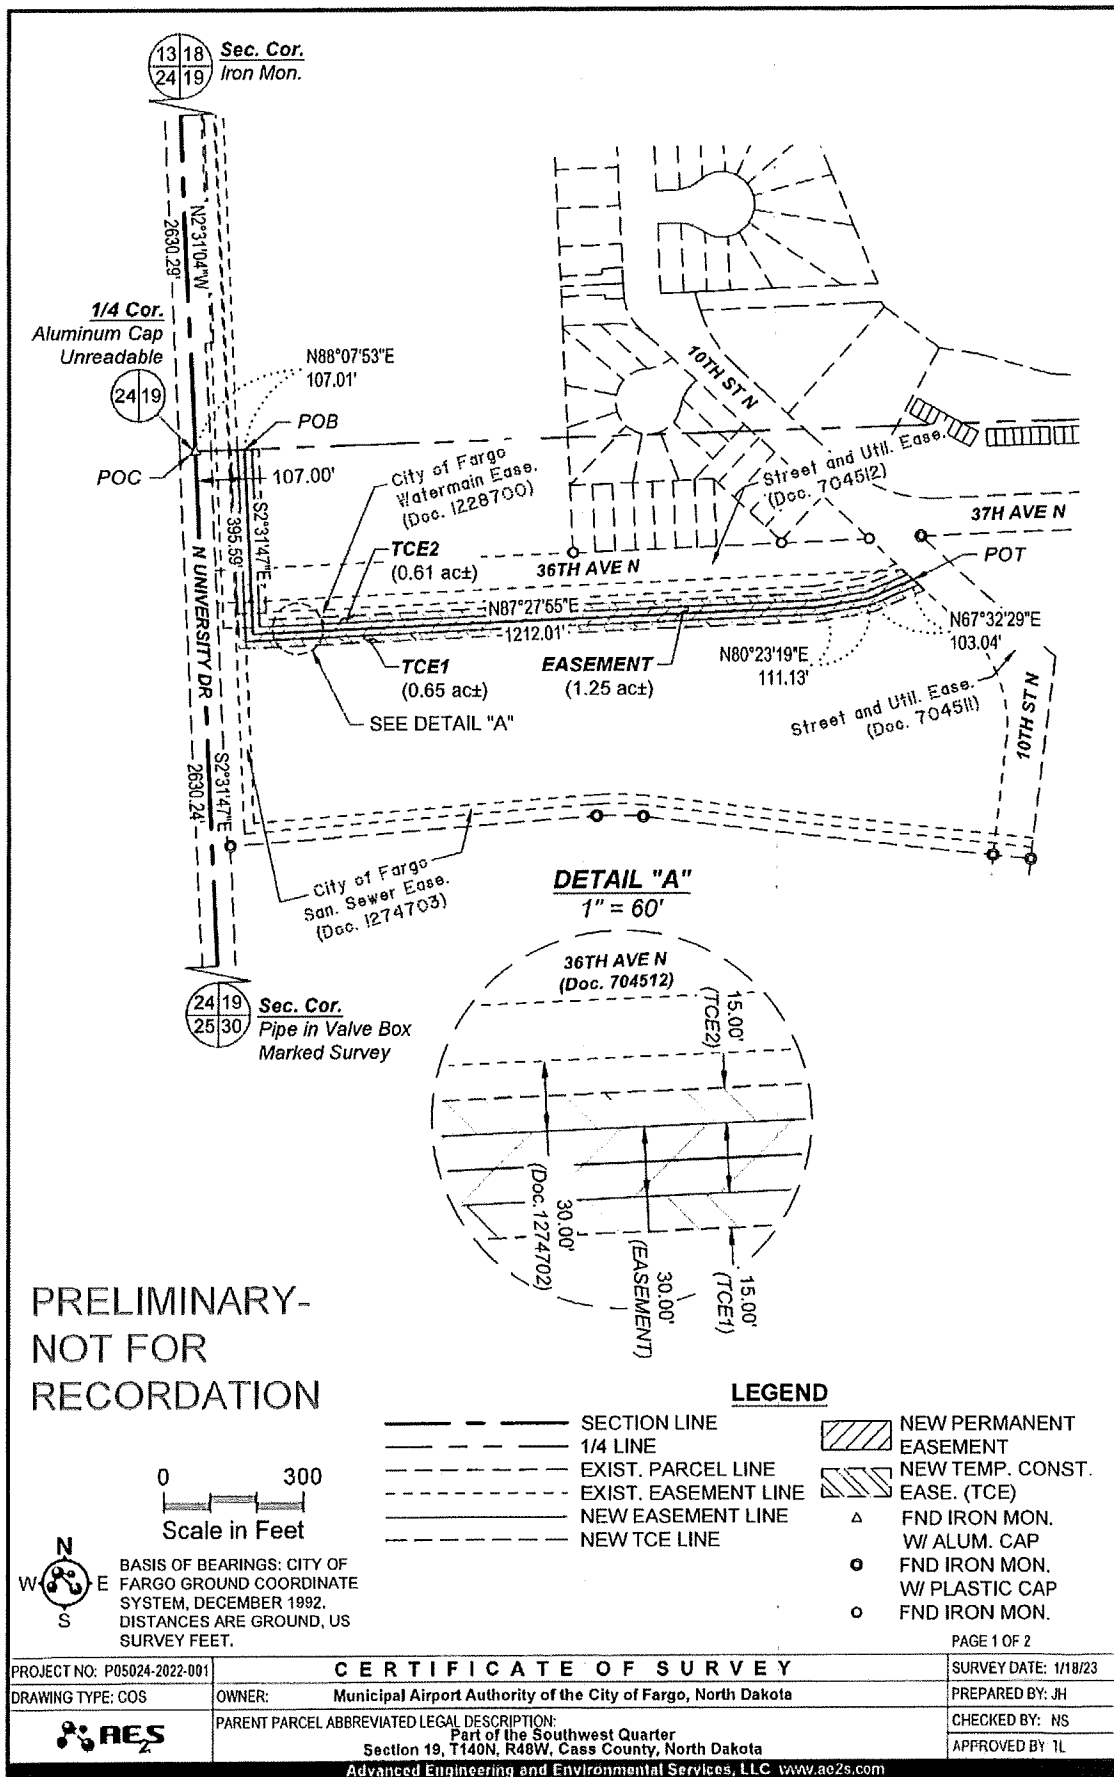 13 18
24 19
Sec. Cor.
Iron Mon.
N2°31'04"W
2630.29'
1/4 Cor.
Aluminum Cap
Unreadable
24 19
N88°07'53"E
107.01'
POB
POC
107.00'
City of Fargo
Watermain Ease.
(Doc. 1228700)
10TH ST N
Street and Util. Ease.
(Doc. 704512)
37H AVE N
S2°31'47"E
395.59'
TCE2
(0.61 ac±)
36TH AVE N
POT
N87°27'55"E
1212.01'
N67°32'29"E
103.04'
TCE1
(0.65 ac±)
EASEMENT
(1.25 ac±)
N80°23'19"E
111.13'
SEE DETAIL "A"
Street and Util. Ease.
(Doc. 704511)
10TH ST N
N UNIVERSITY DR
S2°31'47"E
2630.24'
City of Fargo
San. Sewer Ease.
(Doc. 1274703)
DETAIL "A"
1" = 60'
36TH AVE N
(Doc. 704512)
15.00'
(TCE2)
30.00'
(Doc.1274702)
30.00'
(EASEMENT)
15.00'
(TCE1)
24 19
25 30
Sec. Cor.
Pipe in Valve Box
Marked Survey
PRELIMINARY-
NOT FOR
RECORDATION
LEGEND
SECTION LINE
1/4 LINE
EXIST. PARCEL LINE
EXIST. EASEMENT LINE
NEW EASEMENT LINE
NEW TCE LINE
NEW PERMANENT
EASEMENT
NEW TEMP. CONST.
EASE. (TCE)
FND IRON MON.
W/ ALUM. CAP
FND IRON MON.
W/ PLASTIC CAP
FND IRON MON.
0 300
Scale in Feet
N
W E
S
BASIS OF BEARINGS: CITY OF
FARGO GROUND COORDINATE
SYSTEM, DECEMBER 1992.
DISTANCES ARE GROUND, US
SURVEY FEET.
PAGE 1 OF 2
PROJECT NO: P05024-2022-001
CERTIFICATE OF SURVEY
SURVEY DATE: 1/18/23
DRAWING TYPE: COS
OWNER: Municipal Airport Authority of the City of Fargo, North Dakota
PREPARED BY: JH
AE2S
PARENT PARCEL ABBREVIATED LEGAL DESCRIPTION:
Part of the Southwest Quarter
Section 19, T140N, R48W, Cass County, North Dakota
CHECKED BY: NS
APPROVED BY TL
Advanced Engineering and Environmental Services, LLC www.ae2s.com